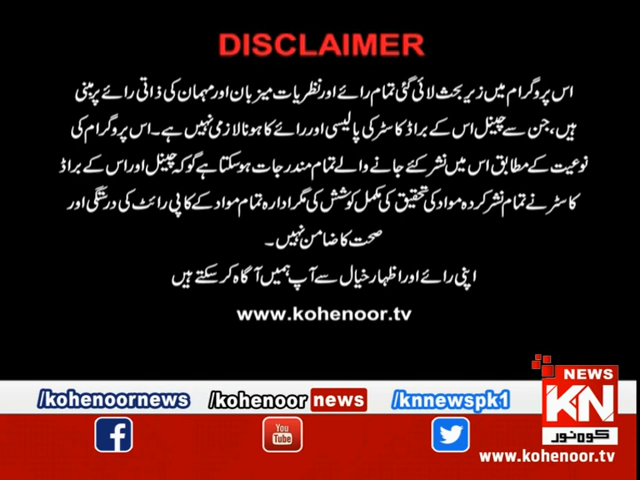 DISCLAIMER
اس پروگرام میں زیر بحث لائی گئی تمام رائے اور نظریات میزبان اور مہمان کی ذاتی رائے پر مبنی
ہیں، جن سے چینل اس کے براڈ کاسٹر کی پالیسی اور رائے کا ہونا لازمی نہیں ہے۔ اس پروگرام کی
نوعیت کے مطابق اس میں نشر کئے جانے والے تمام مندرجات ہو سکتا ہے گو کہ چینل اور اس کے براڈ
کاسٹر نے تمام نشر کردہ مواد کی تحقیق کی مکمل کوشش کی مگر ادارہ تمام مواد کے کاپی رائٹ کی درستگی اور
صحت کا ضامن نہیں۔
اپنی رائے اور اظہار خیال سے آپ ہمیں آگاہ کر سکتے ہیں
www.kohenoor.tv
/kohenoornews
/kohenoor news
/knnewspk1
You Tube
NEWS
KN
کوہ نور
www.kohenoor.tv